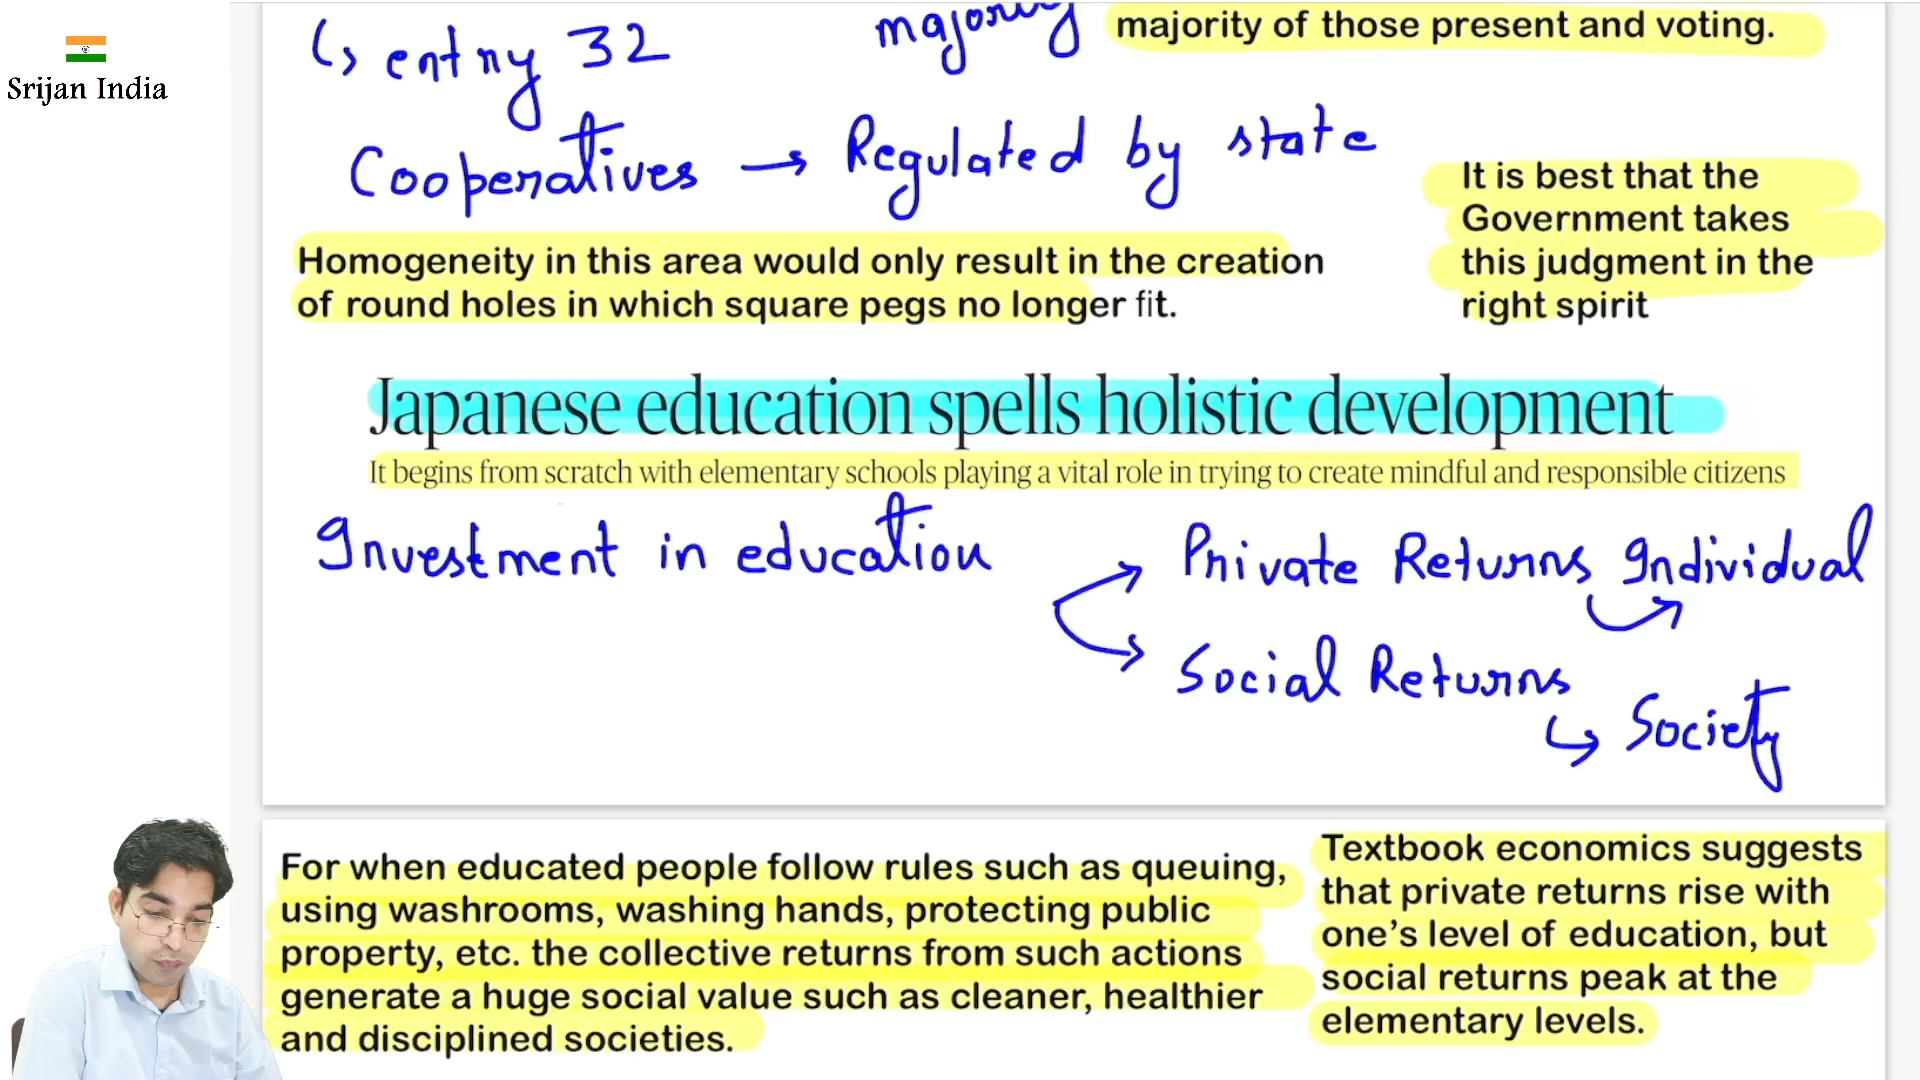 Srijan India
↳ entry 32
majority
majority of those present and voting.
Cooperatives → Regulated by state
It is best that the
Government takes
this judgment in the
right spirit
Homogeneity in this area would only result in the creation
of round holes in which square pegs no longer fit.
Japanese education spells holistic development
It begins from scratch with elementary schools playing a vital role in trying to create mindful and responsible citizens
Investment in education
Private Returns Individual
Social Returns
↳ Society
For when educated people follow rules such as queuing,
using washrooms, washing hands, protecting public
property, etc. the collective returns from such actions
generate a huge social value such as cleaner, healthier
and disciplined societies.
Textbook economics suggests
that private returns rise with
one’s level of education, but
social returns peak at the
elementary levels.